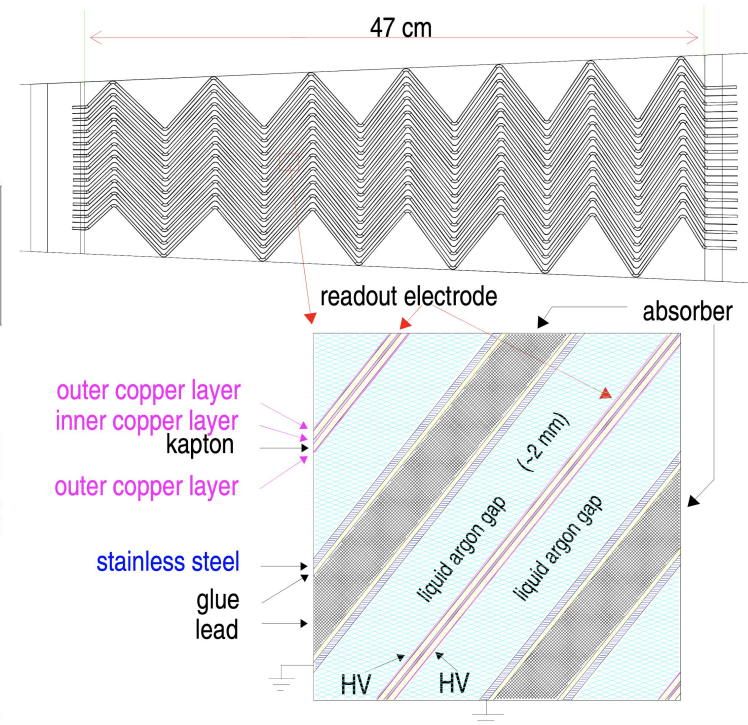 47 cm
readout electrode
absorber
outer copper layer
inner copper layer
kapton
outer copper layer
(~2 mm)
liquid argon gap
liquid argon gap
stainless steel
glue
lead
HV
HV